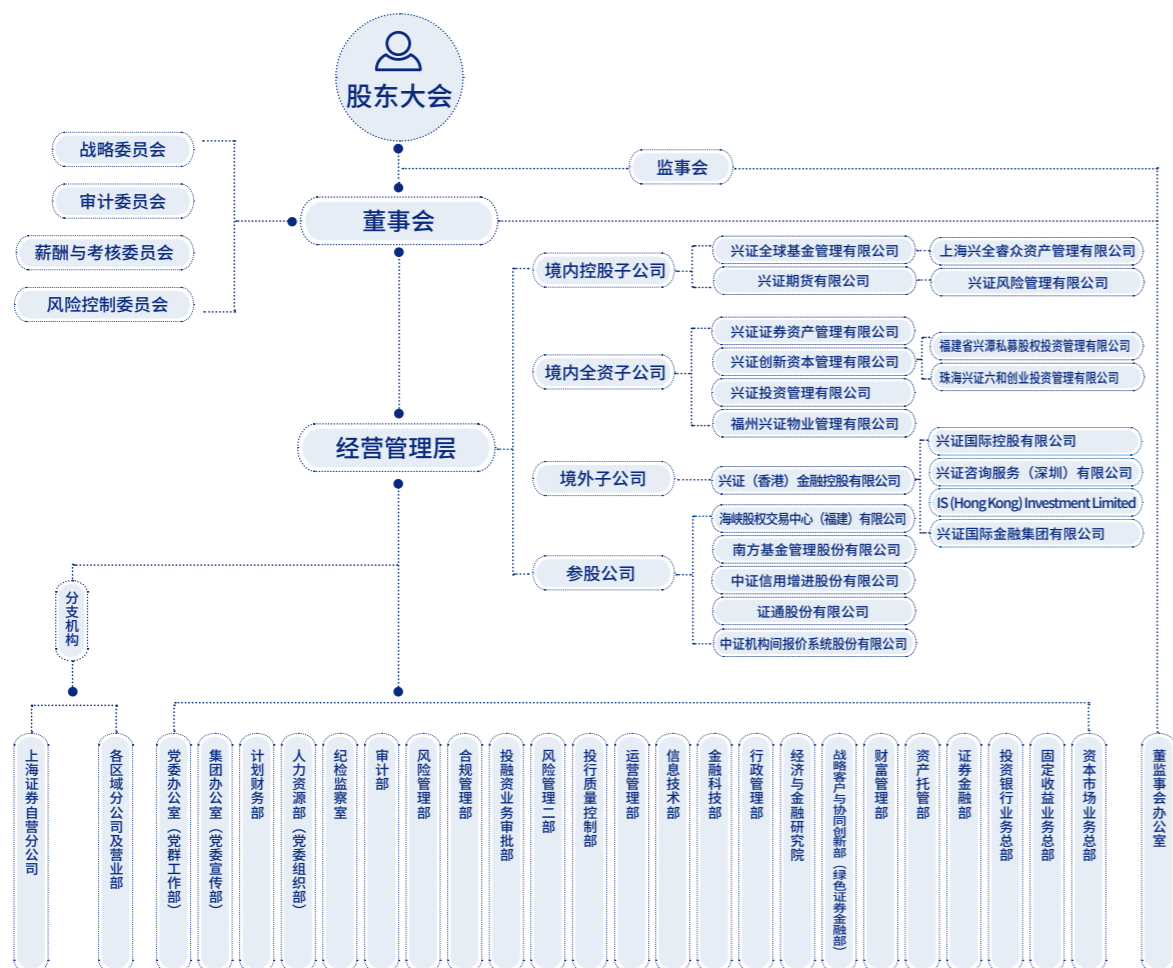 股东大会
战略委员会
审计委员会
薪酬与考核委员会
风险控制委员会
监事会
董事会
经营管理层
境内控股子公司
兴证全球基金管理有限公司
上海兴全睿众资产管理有限公司
兴证期货有限公司
兴证风险管理有限公司
境内全资子公司
兴证证券资产管理有限公司
兴证创新资本管理有限公司
福建省兴潭私募股权投资管理有限公司
珠海兴证六和创业投资管理有限公司
兴证投资管理有限公司
福州兴证物业管理有限公司
境外子公司
兴证（香港）金融控股有限公司
兴证国际控股有限公司
兴证咨询服务（深圳）有限公司
IS (Hong Kong) Investment Limited
兴证国际金融集团有限公司
参股公司
海峡股权交易中心（福建）有限公司
南方基金管理股份有限公司
中证信用增进股份有限公司
证通股份有限公司
中证机构间报价系统股份有限公司
分支机构
上海证券自营分公司
各区域分公司及营业部
党委办公室（党群工作部）
集团办公室（党委宣传部）
计划财务部
人力资源部（党委组织部）
纪检监察室
审计部
风险管理部
合规管理部
投融资业务审批部
风险管理二部
投行质量控制部
运营管理部
信息技术部
金融科技部
行政管理部
经济与金融研究院
战略客户与协同创新部（绿色证券金融部）
财富管理部
资产托管部
证券金融部
投资银行业务总部
固定收益业务总部
资本市场业务总部
董监事会办公室